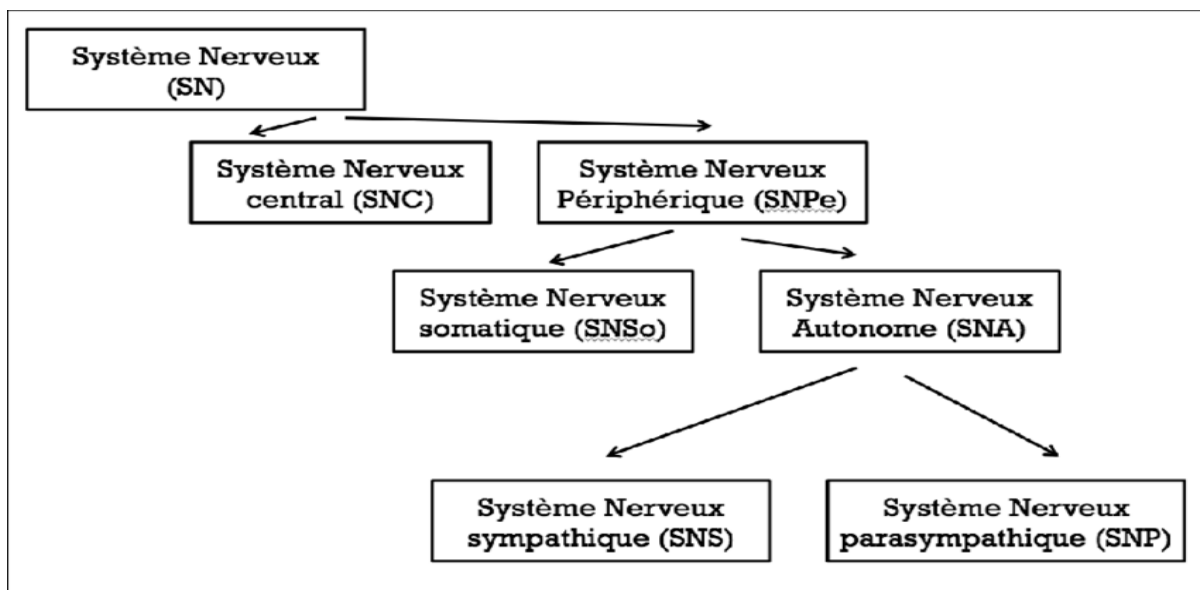 Système Nerveux
(SN)
Système Nerveux
central (SNC)
Système Nerveux
Périphérique (SNPe)
Système Nerveux
somatique (SNSo)
Système Nerveux
Autonome (SNA)
Système Nerveux
sympathique (SNS)
Système Nerveux
parasympathique (SNP)